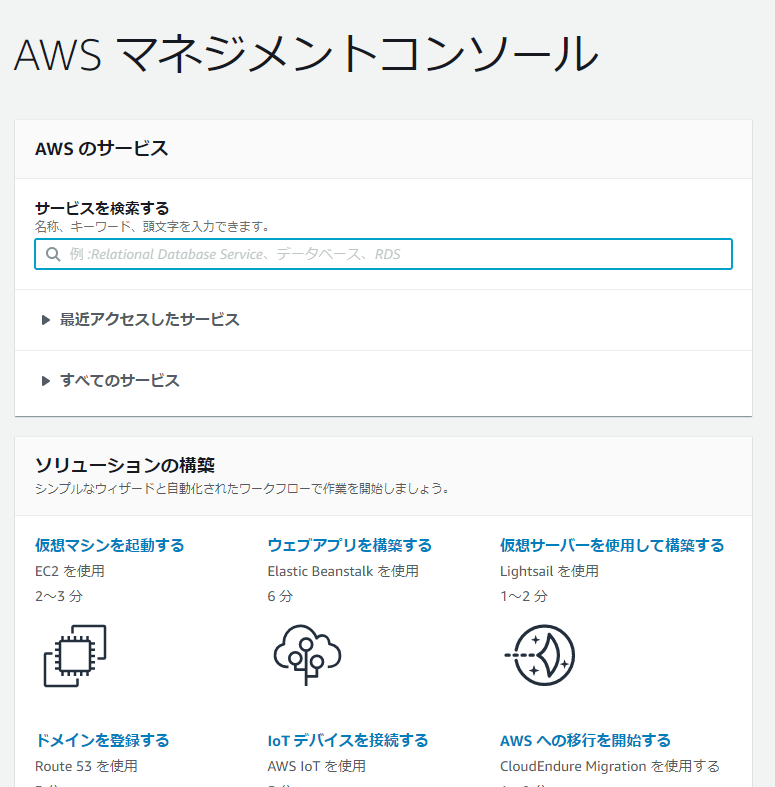 AWS マネジメントコンソール
AWS のサービス
サービスを検索する
名称、キーワード、頭文字を入力できます。
例 :Relational Database Service、データベース、RDS
最近アクセスしたサービス
すべてのサービス
ソリューションの構築
シンプルなウィザードと自動化されたワークフローで作業を開始しましょう。
仮想マシンを起動する
EC2 を使用
2～3 分
ウェブアプリを構築する
Elastic Beanstalk を使用
6 分
仮想サーバーを使用して構築する
Lightsail を使用
1～2 分
ドメインを登録する
Route 53 を使用
IoT デバイスを接続する
AWS IoT を使用
AWS への移行を開始する
CloudEndure Migration を使用する